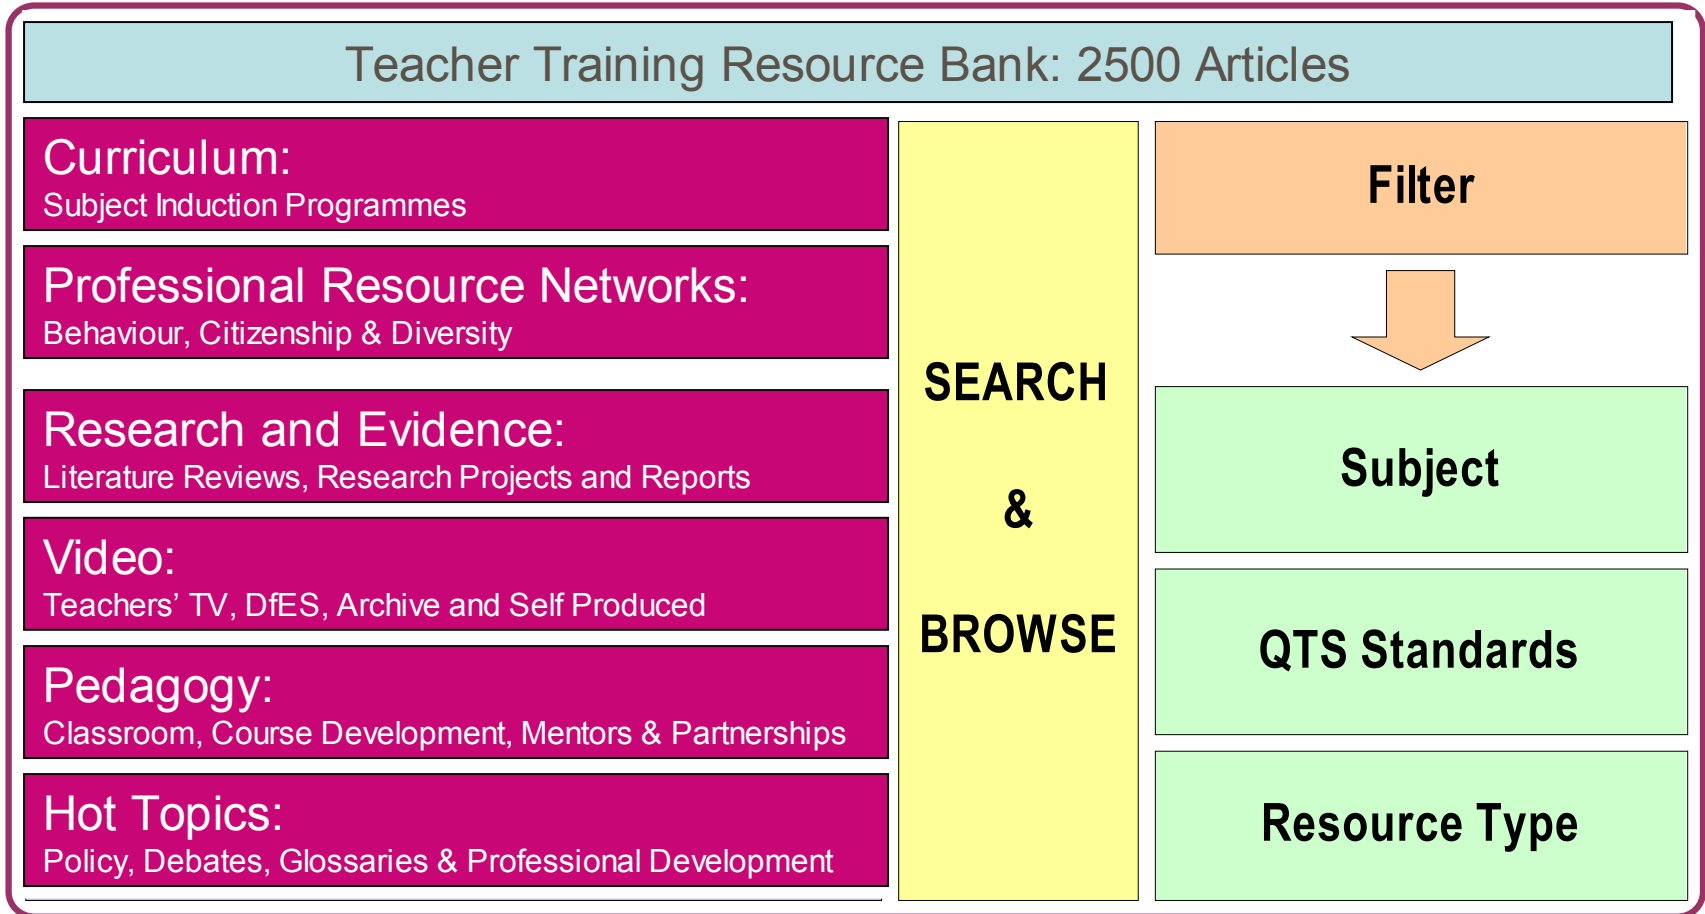 Teacher Training Resource Bank: 2500 Articles
Curriculum:
Subject Induction Programmes
Professional Resource Networks:
Behaviour, Citizenship & Diversity
Research and Evidence:
Literature Reviews, Research Projects and Reports
Video:
Teachers’ TV, DfES, Archive and Self Produced
Pedagogy:
Classroom, Course Development, Mentors & Partnerships
Hot Topics:
Policy, Debates, Glossaries & Professional Development
SEARCH
&
BROWSE
Filter
Subject
QTS Standards
Resource Type